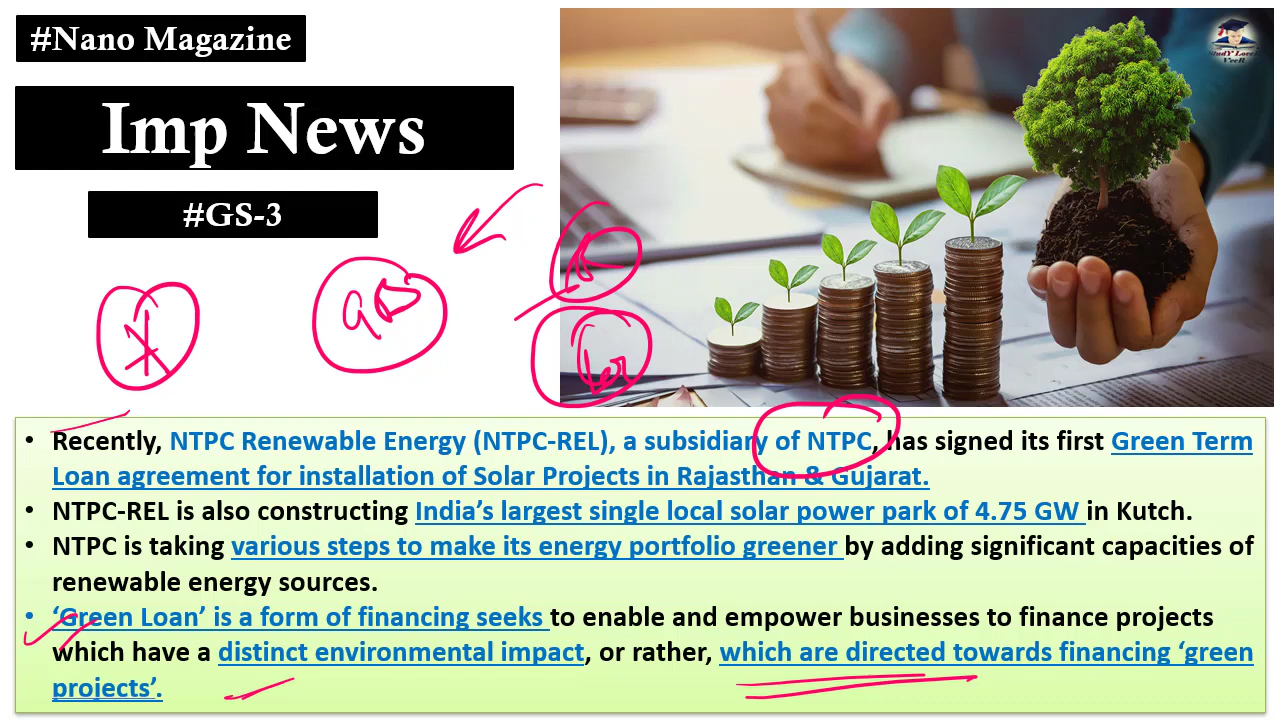 #Nano Magazine
Imp News
#GS-3
• Recently, NTPC Renewable Energy (NTPC-REL), a subsidiary of NTPC, has signed its first Green Term
Loan agreement for installation of Solar Projects in Rajasthan & Gujarat.
• NTPC-REL is also constructing India’s largest single local solar power park of 4.75 GW in Kutch.
• NTPC is taking various steps to make its energy portfolio greener by adding significant capacities of
renewable energy sources.
• ‘Green Loan’ is a form of financing seeks to enable and empower businesses to finance projects
which have a distinct environmental impact, or rather, which are directed towards financing ‘green
projects’.